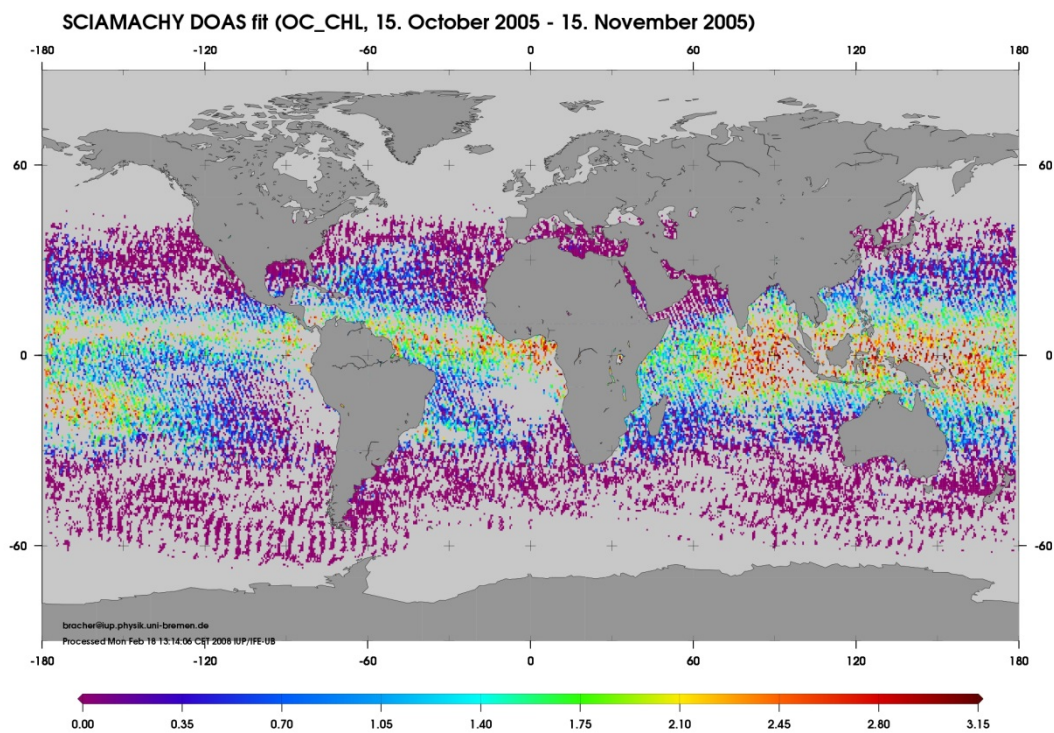 SCIAMACHY DOAS fit (OC_CHL, 15. October 2005 - 15. November 2005)
-180 -120 -60 0 60 120 180
60 60
0 0
-60 -60
bracher@iup.physik.uni-bremen.de
Processed Mon Feb 18 13:14:06 CET 2008 IUP/IFE-UB
-180 -120 -60 0 60 120 180
0.00 0.35 0.70 1.05 1.40 1.75 2.10 2.45 2.80 3.15